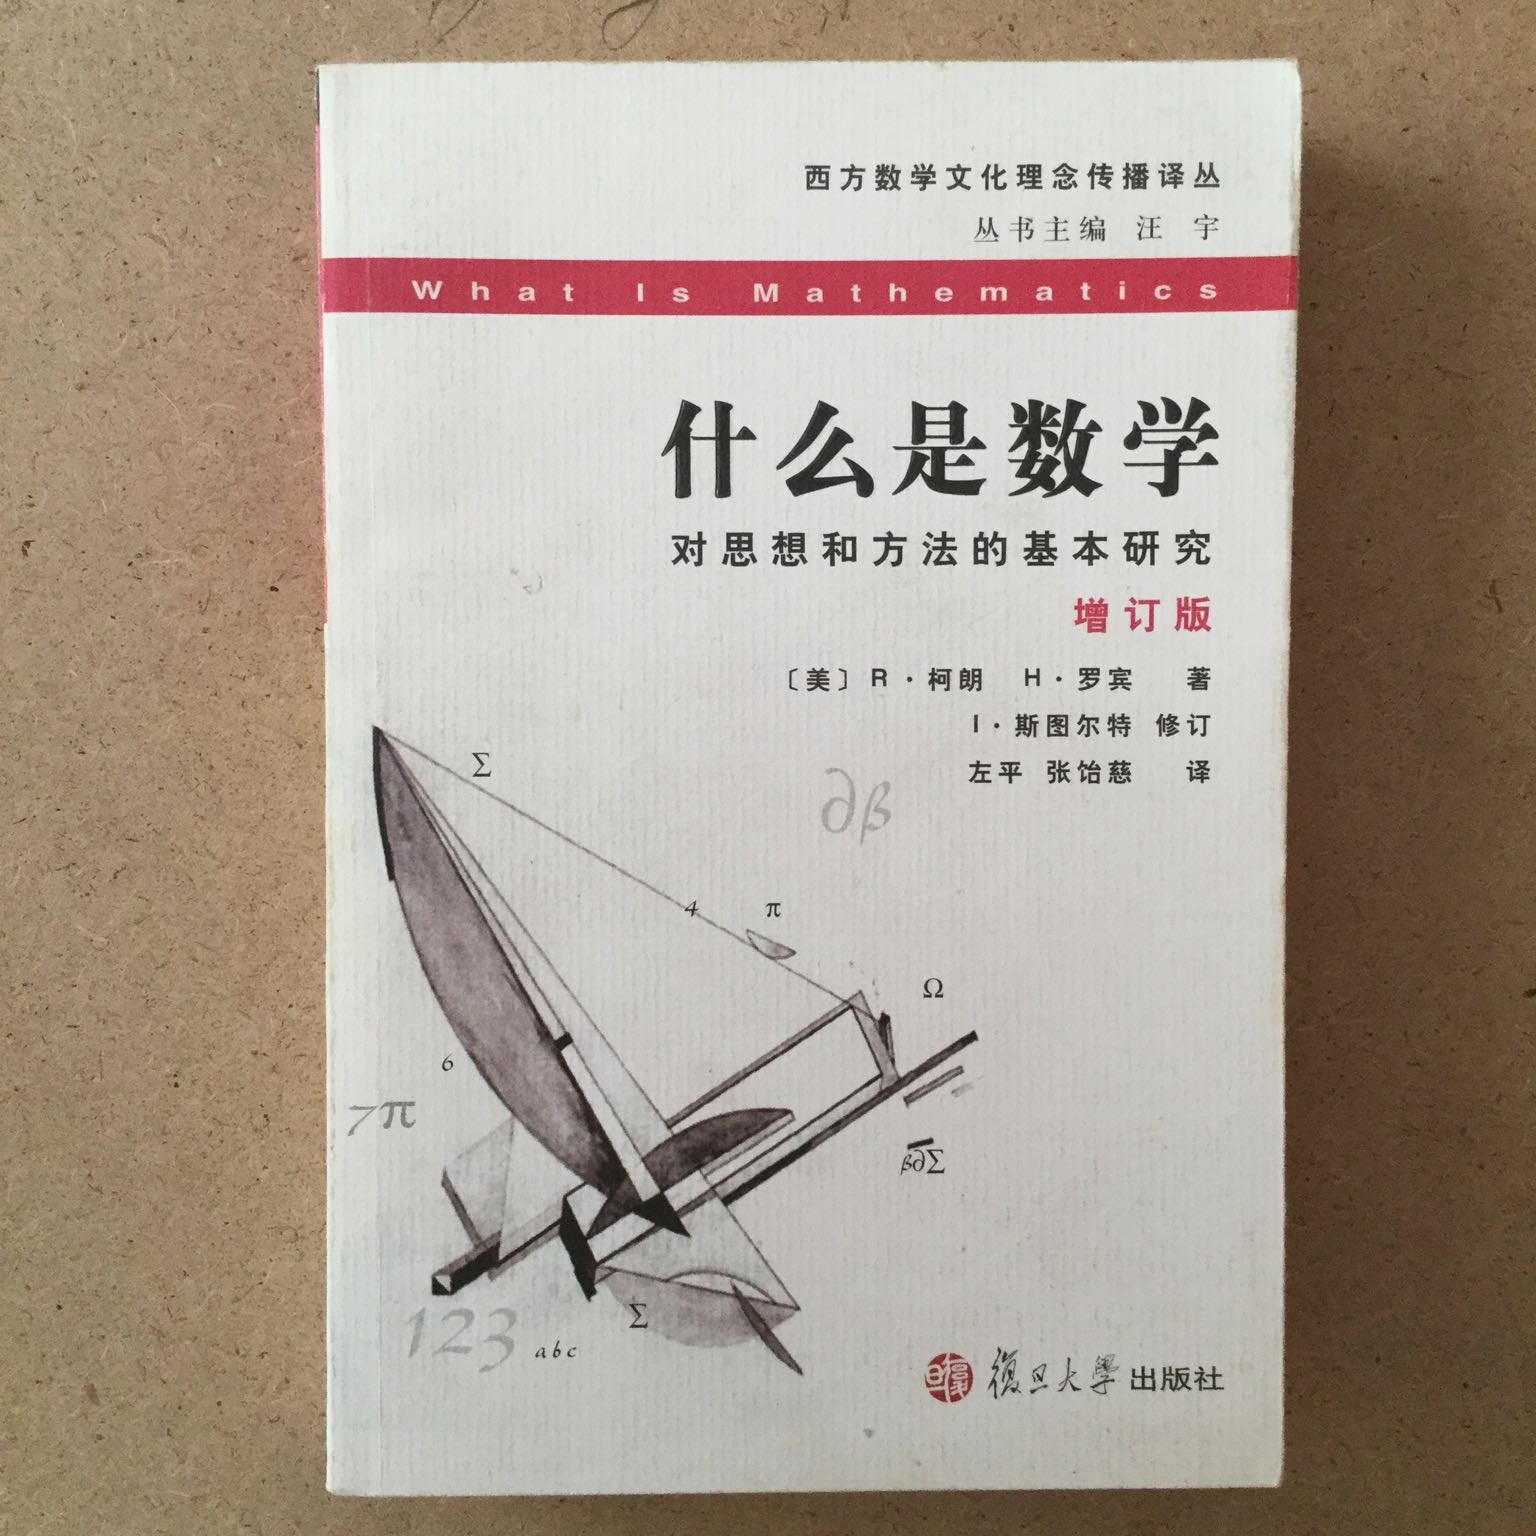 西方数学文化理念传播译丛
丛书主编 汪 宇
What Is Mathematics
什么是数学
对思想和方法的基本研究
增订版
〔美〕R·柯朗 H·罗宾 著
I·斯图尔特 修订
左平 张饴慈 译
Σ
∂β
4 π
Ω
6
7π
β∂Σ
123 abc
Σ
復旦大學出版社